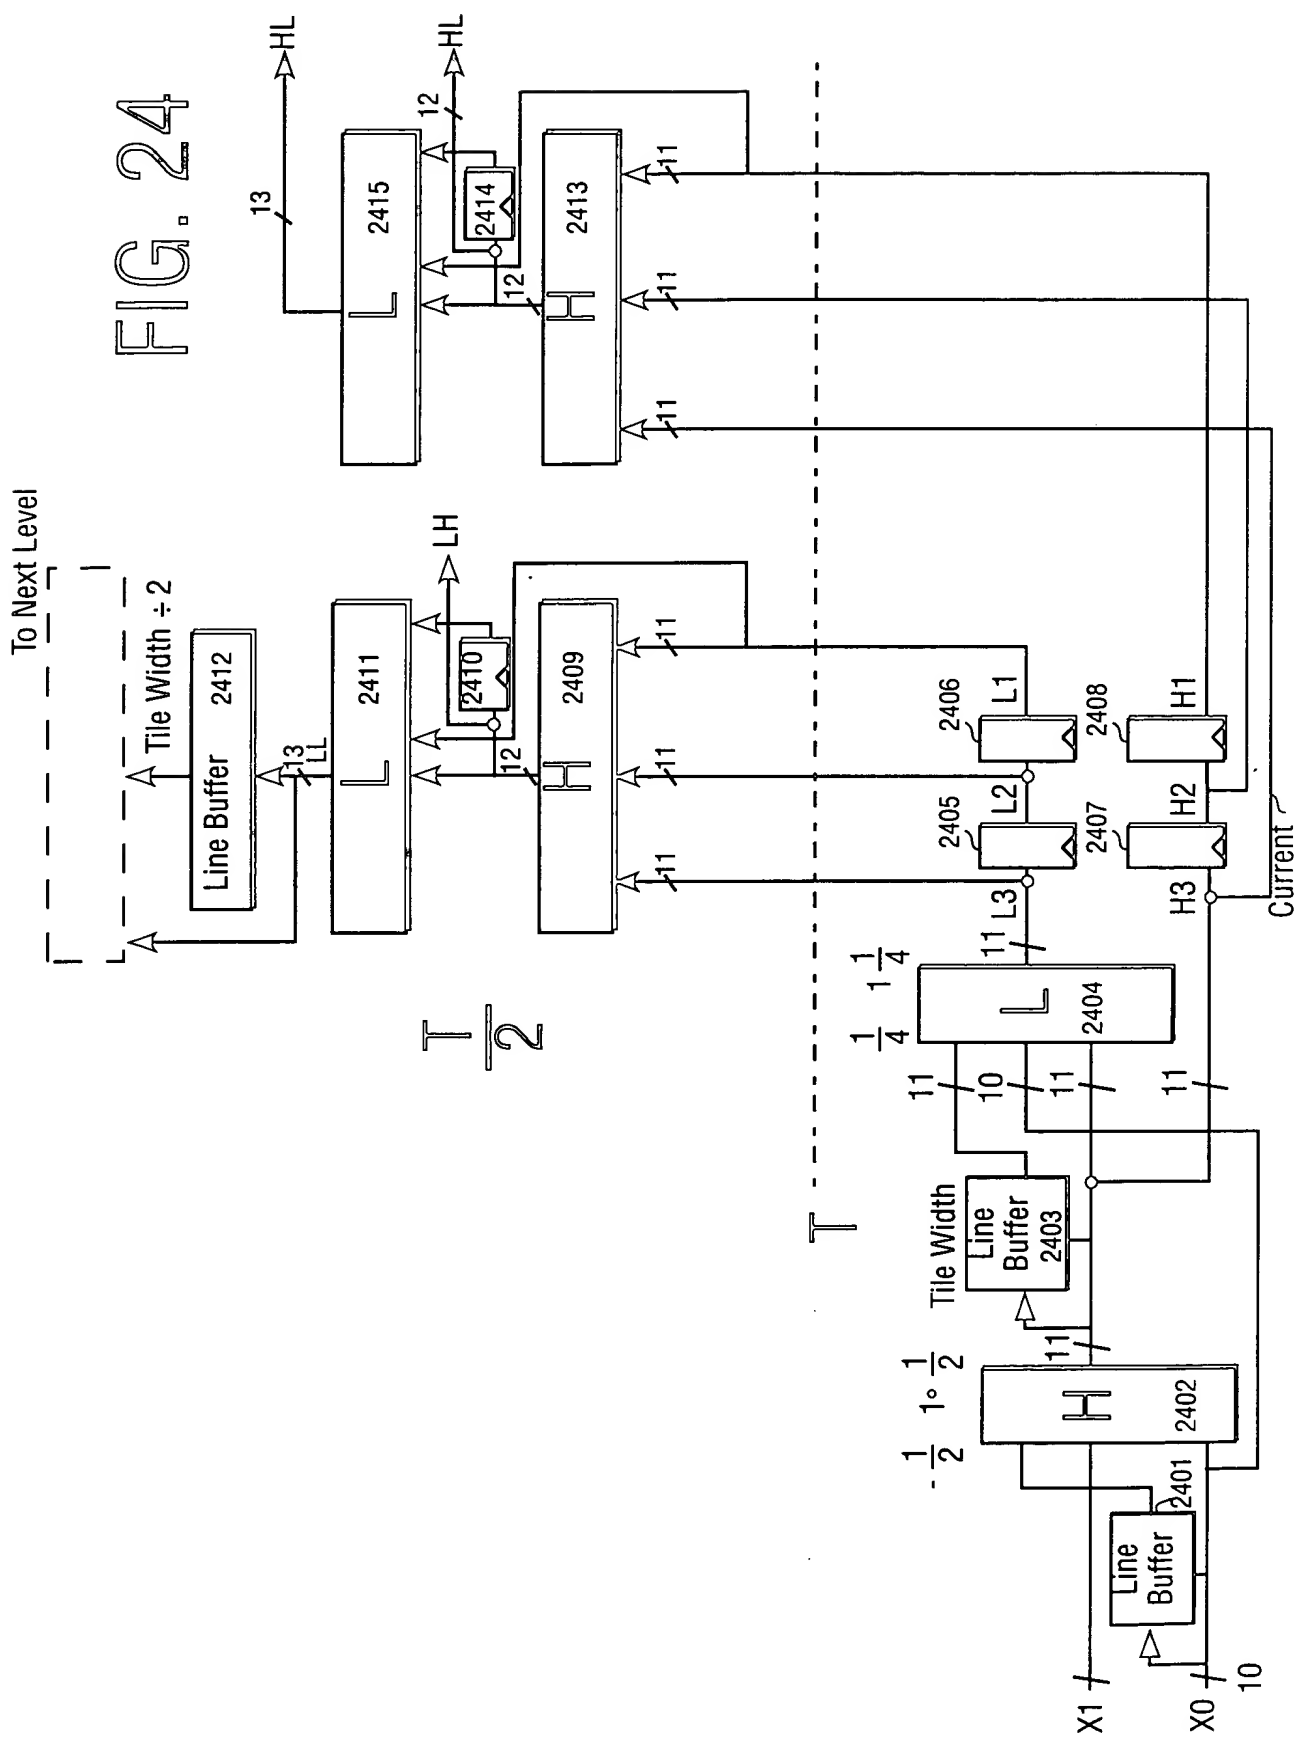 FIG. 24
To Next Level
Tile Width ÷ 2
Line Buffer 2412
13
LL
L 2411
2410
LH
12
H 2409
11
11
11
13
HL
L 2415
2414
12
HL
12
H 2413
11
11
11
T
2
T
X1
X0
10
Line
Buffer
2401
- 1/2 1° 1/2
H
2402
11
Tile Width
Line
Buffer
2403
11
10
11
11
1/4 1 1/4
L
2404
11
L3
2405
L2
2406
L1
H3
2407
H2
2408
H1
Current